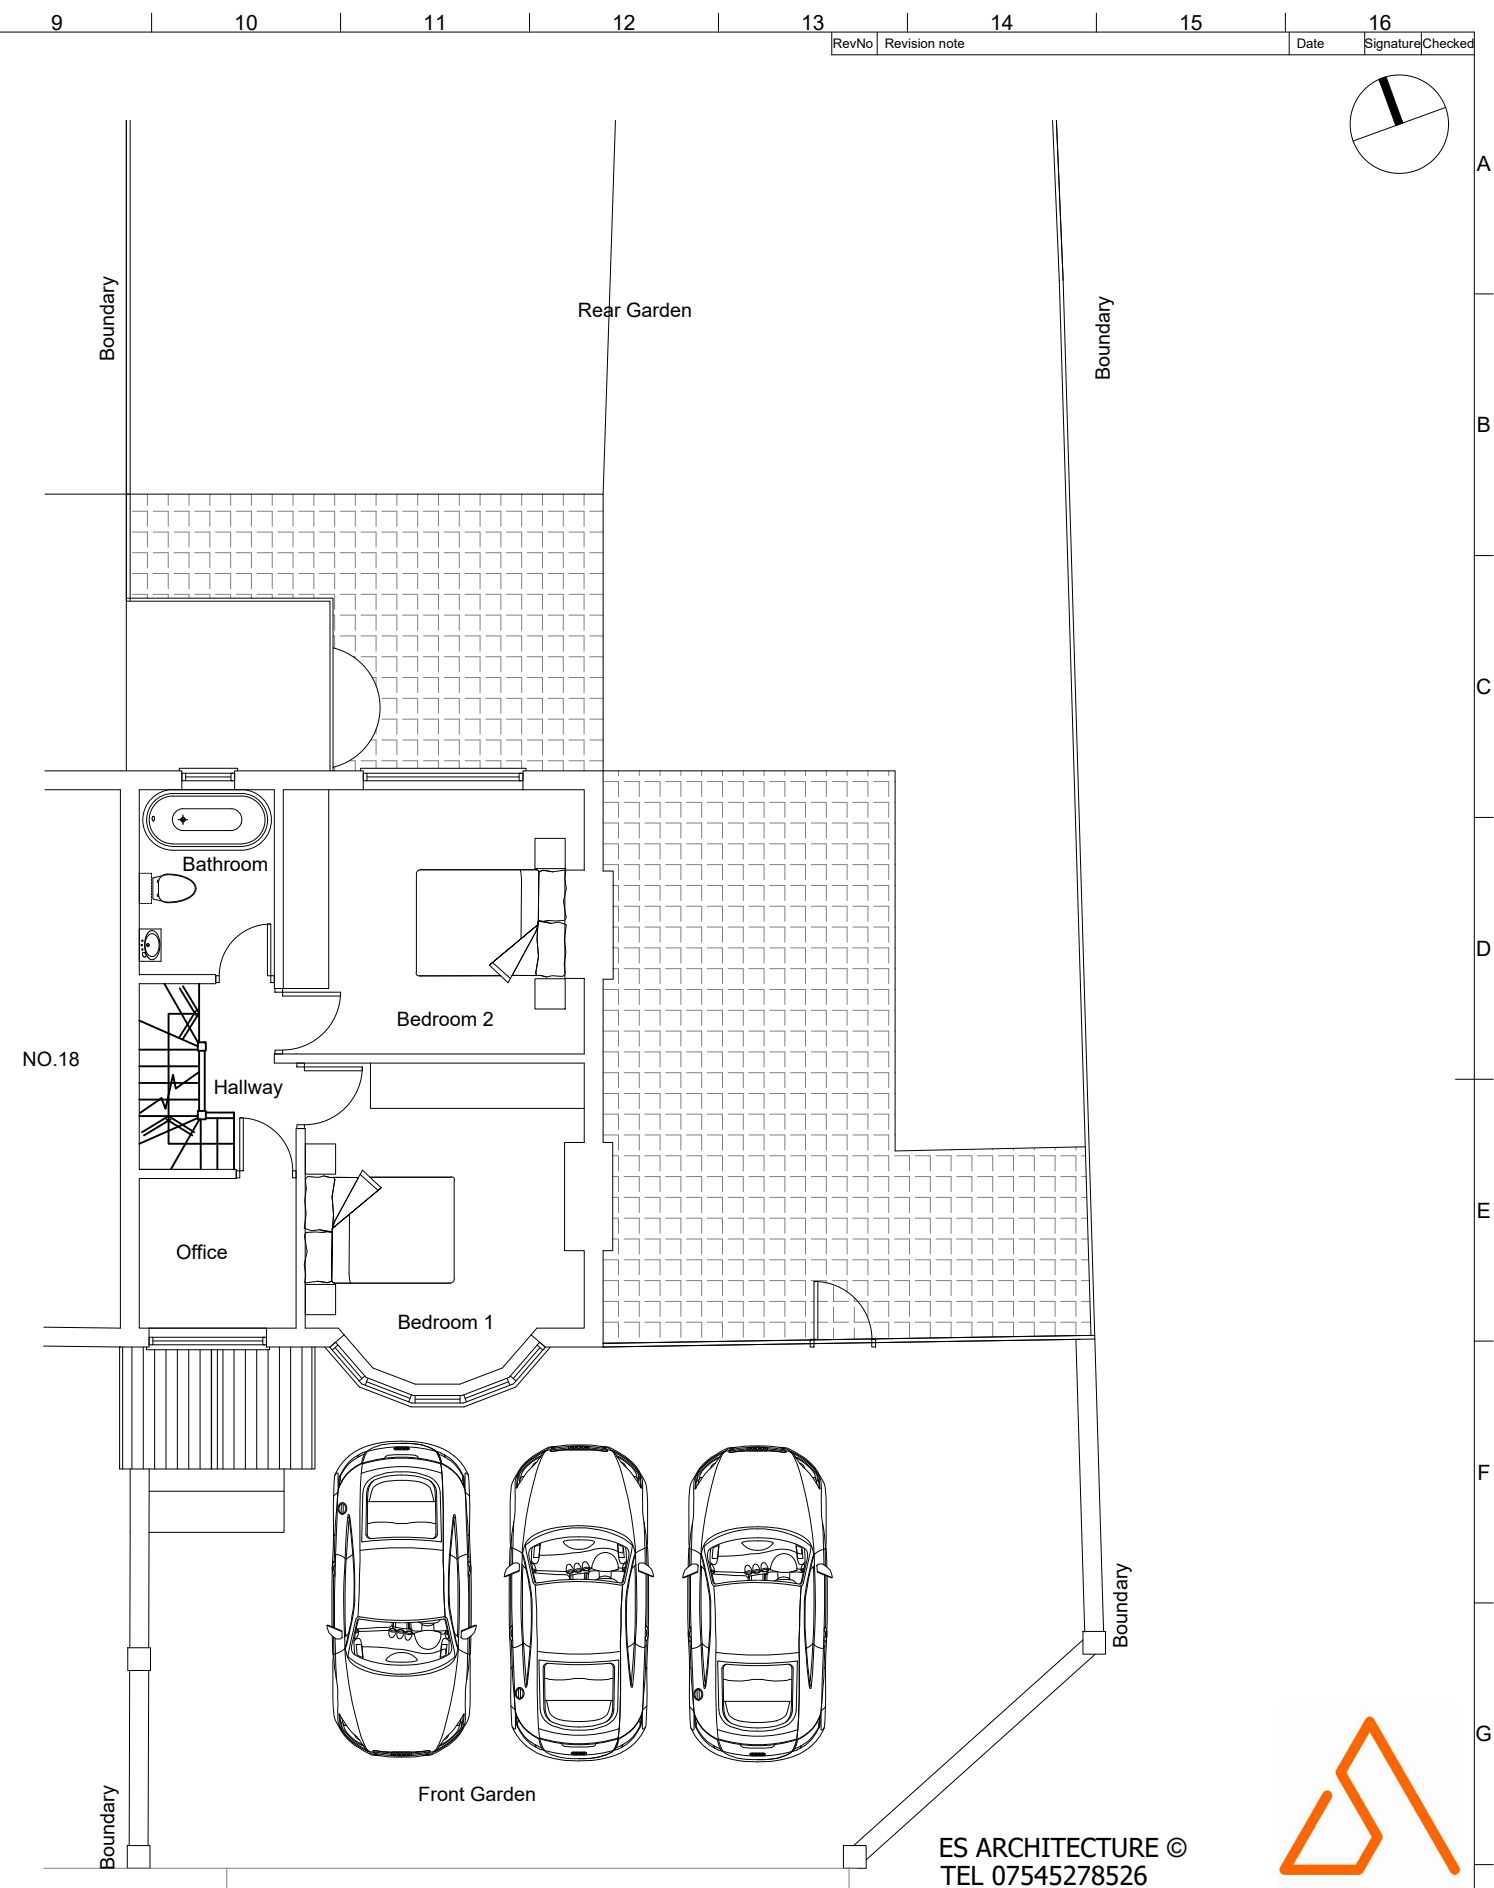 9 10 11 12 13 14 15 16
RevNo Revision note Date Signature Checked
A
Boundary
Rear Garden
Boundary
B
C
Bathroom
D
Bedroom 2
NO.18
Hallway
E
Office
Bedroom 1
F
Boundary
G
Front Garden
Boundary
ES ARCHITECTURE ©
TEL 07545278526